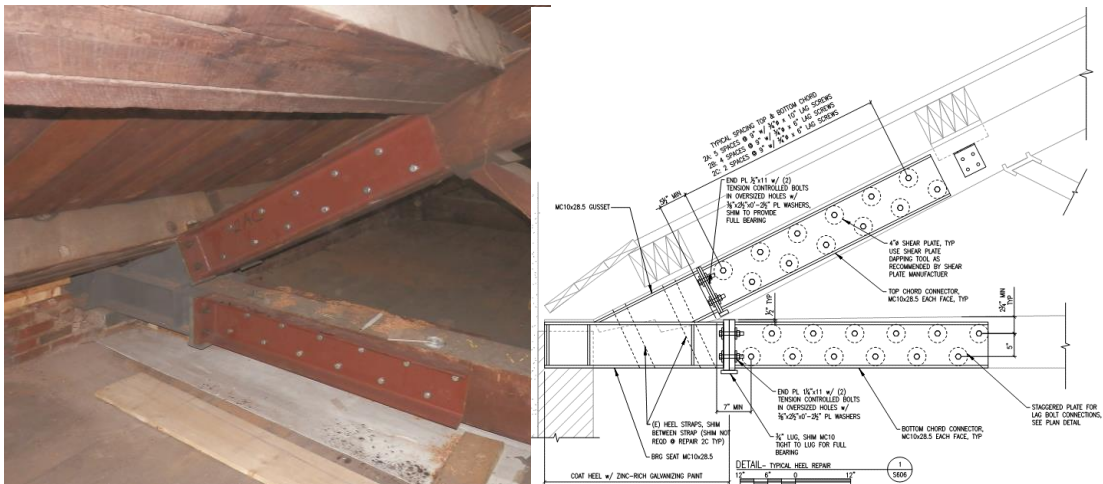 2AC
TYPICAL SPACING TOP & BOTTOM CHORD
2A: 5 SPACES @ 9" w/ ¾"ø x 10" LAG SCREWS
2B: 4 SPACES @ 9" w/ ¾"ø x 6" LAG SCREWS
2C: 2 SPACES @ 9" w/ ¾"ø x 6" LAG SCREWS
END PL ½"x11 w/ (2)
TENSION CONTROLLED BOLTS
IN OVERSIZED HOLES w/
⅜"x2½"x0'-2½" PL WASHERS,
SHIM TO PROVIDE
FULL BEARING
MIN
MC10x28.5 GUSSET
4"ø SHEAR PLATE, TYP
USE SHEAR PLATE
DAPPING TOOL AS
RECOMMENDED BY SHEAR
PLATE MANUFACTUER
TOP CHORD CONNECTOR,
MC10x28.5 EACH FACE, TYP
½" TYP
2¾" MIN
TYP
5"
7" MIN
END PL 1¼"x11 w/ (2)
TENSION CONTROLLED BOLTS
IN OVERSIZED HOLES w/
⅜"x2½"x0'-2½" PL WASHERS
STAGGERED PLATE FOR
LAG BOLT CONNECTIONS,
SEE PLAN DETAIL
(E) HEEL STRAPS, SHIM
BETWEEN STRAP (SHIM NOT
REQD @ REPAIR 2C TYP)
BOTTOM CHORD CONNECTOR,
MC10x28.5 EACH FACE, TYP
¾" LUG, SHIM MC10
TIGHT TO LUG FOR FULL
BEARING
BRG SEAT MC10x28.5
COAT HEEL w/ ZINC-RICH GALVANIZING PAINT
DETAIL- TYPICAL HEEL REPAIR
12" 6" 0 12"
1
S606